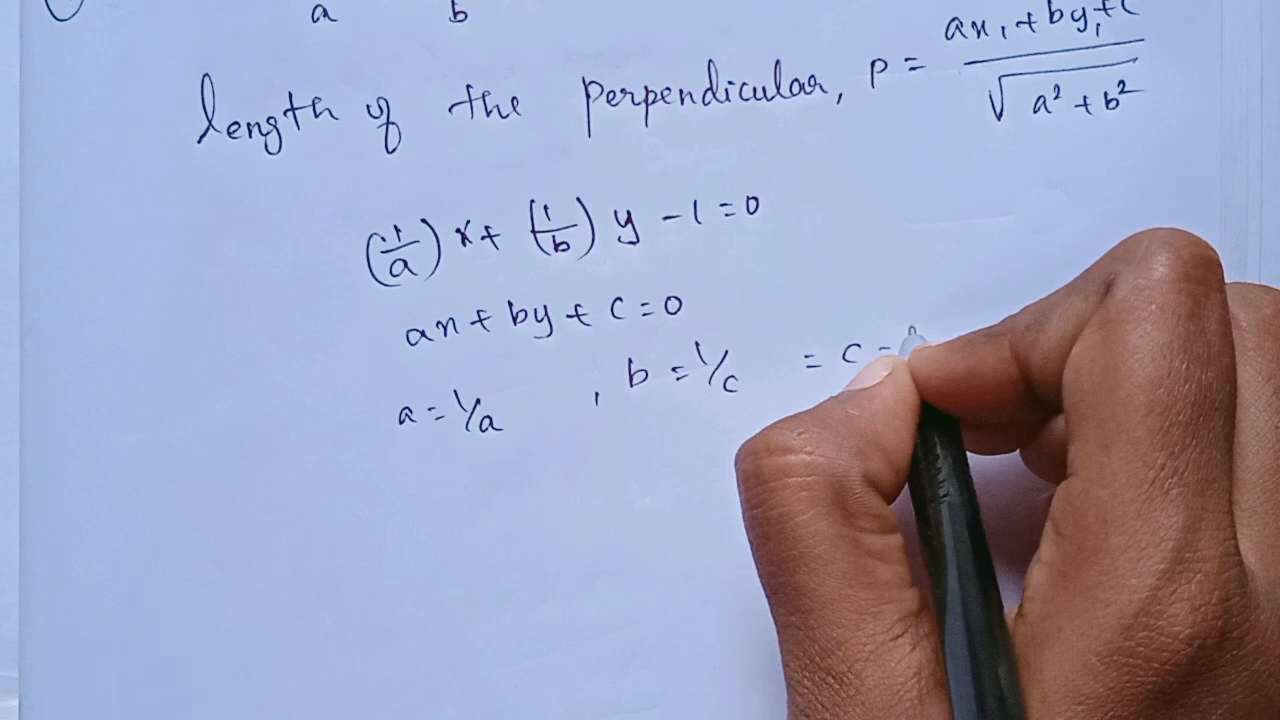 a b
length of the perpendicular, P = ax₁ + by₁ + c / √a² + b²
(1/a) x + (1/b) y - 1 = 0
ax + by + c = 0
a = 1/a , b = 1/c = c =